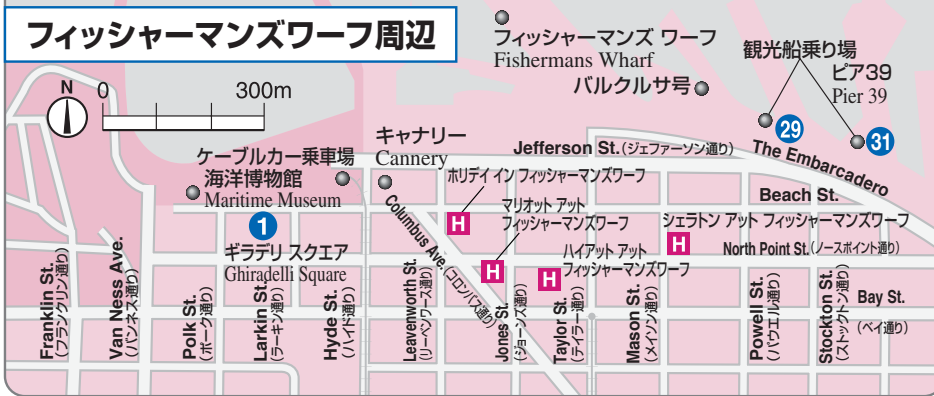 フィッシャーマンズワーフ周辺
N
0 300m
フィッシャーマンズ ワーフ
Fishermans Wharf
バルクルサ号
観光船乗り場
ピア39
Pier 39
29
31
キャナリー
Cannery
ケーブルカー乗車場
海洋博物館
Maritime Museum
1
ギラデリ スクエア
Ghiradelli Square
Jefferson St.(ジェファーソン通り)
The Embarcadero
Beach St.
ホリデイ イン フィッシャーマンズワーフ
H
マリオット アット
フィッシャーマンズワーフ
H
ハイアット アット
フィッシャーマンズワーフ
H
シェラトン アット フィッシャーマンズワーフ
H
North Point St.(ノースポイント通り)
Bay St.
(ベイ通り)
Columbus Ave.(コロンバス通り)
Franklin St.
(フランクリン通り)
Van Ness Ave.
(バンネス通り)
Polk St.
(ポーク通り)
Larkin St.
(ラーキン通り)
Hyde St.
(ハイド通り)
Leavenworth St.
(リーベンワース通り)
Jones St.
(ジョーンズ通り)
Taylor St.
(テイラー通り)
Mason St.
(メイソン通り)
Powell St.
(パウエル通り)
Stockton St.
(ストックトン通り)